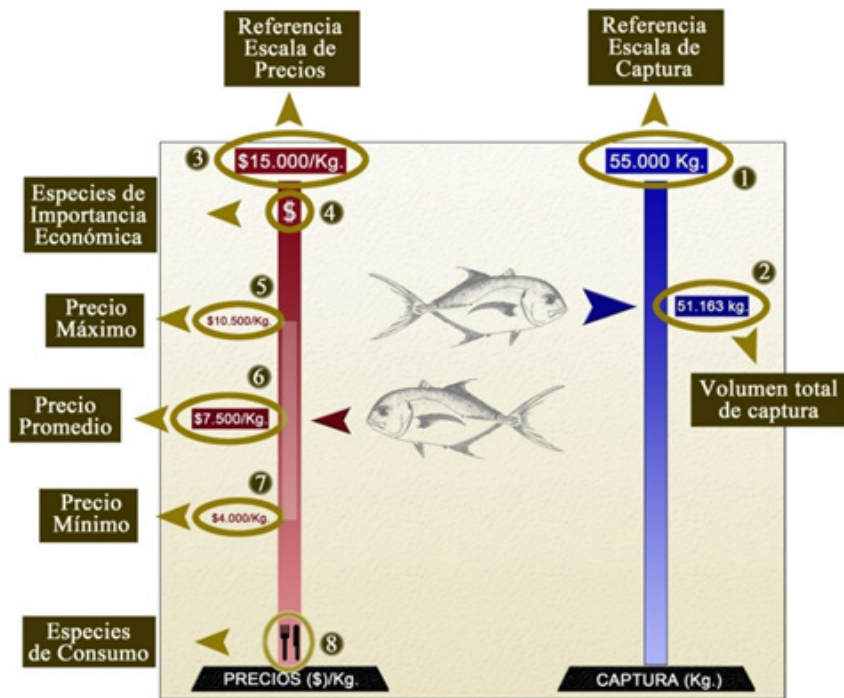 Referencia
Escala de
Precios
Referencia
Escala de
Captura
3
$15.000/Kg.
55.000 Kg.
1
Especies de
Importancia
Económica
$
4
5
Precio
Máximo
$10.500/Kg.
2
51.163 kg.
6
Precio
Promedio
$7.500/Kg.
Volumen total
de captura
7
Precio
Mínimo
$4.000/Kg.
Especies
de Consumo
8
PRECIOS ($)/Kg.
CAPTURA (Kg.)